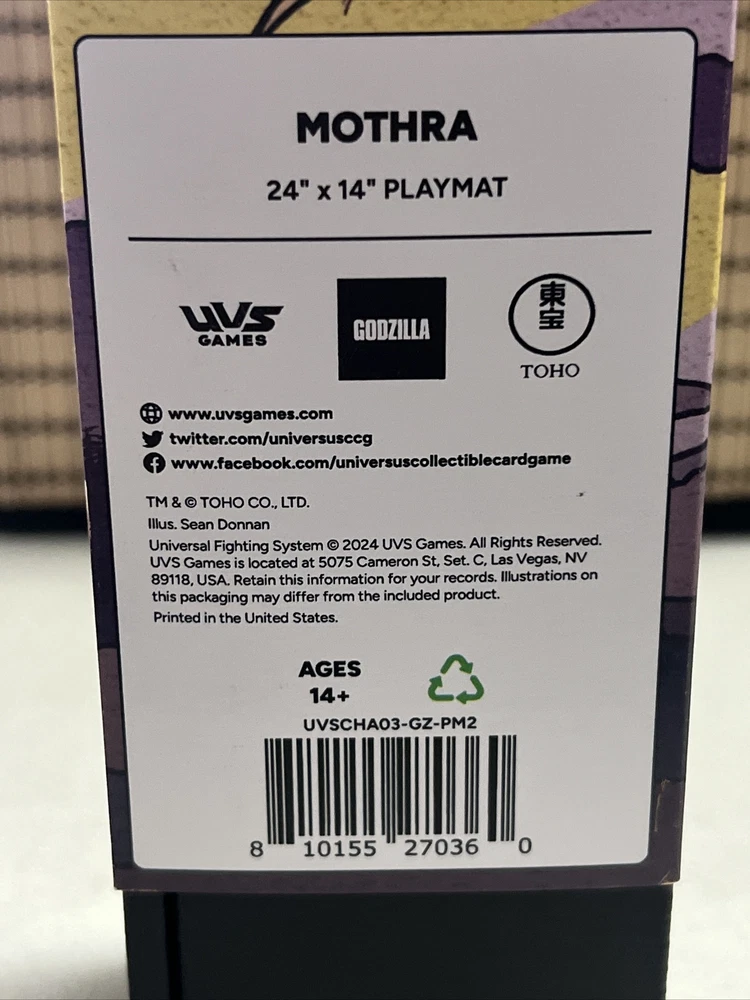 MOTHRA
24" x 14" PLAYMAT
UVS
GAMES
GODZILLA
東宝
TOHO
www.uvsgames.com
twitter.com/universusccg
www.facebook.com/universuscollectiblecardgame
TM & © TOHO CO., LTD.
Illus. Sean Donnan
Universal Fighting System © 2024 UVS Games. All Rights Reserved.
UVS Games is located at 5075 Cameron St, Set. C, Las Vegas, NV
89118, USA. Retain this information for your records. Illustrations on
this packaging may differ from the included product.
Printed in the United States.
AGES
14+
UVSCHA03-GZ-PM2
8 10155 27036 0